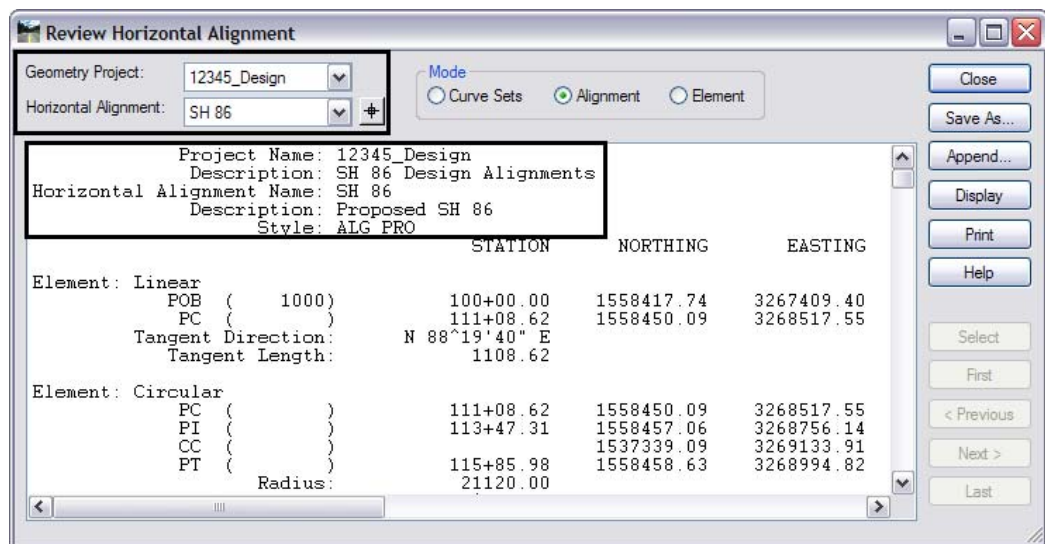 Review Horizontal Alignment
Geometry Project: 12345_Design
Horizontal Alignment: SH 86
Mode
Curve Sets Alignment Element
Close
Save As...
Append...
Display
Print
Help
Select
First
< Previous
Next >
Last
Project Name: 12345_Design
Description: SH 86 Design Alignments
Horizontal Alignment Name: SH 86
Description: Proposed SH 86
Style: ALG PRO
STATION NORTHING EASTING
Element: Linear
POB ( 1000) 100+00.00 1558417.74 3267409.40
PC ( ) 111+08.62 1558450.09 3268517.55
Tangent Direction: N 88^19'40" E
Tangent Length: 1108.62
Element: Circular
PC ( ) 111+08.62 1558450.09 3268517.55
PI ( ) 113+47.31 1558457.06 3268756.14
CC ( ) 1537339.09 3269133.91
PT ( ) 115+85.98 1558458.63 3268994.82
Radius: 21120.00